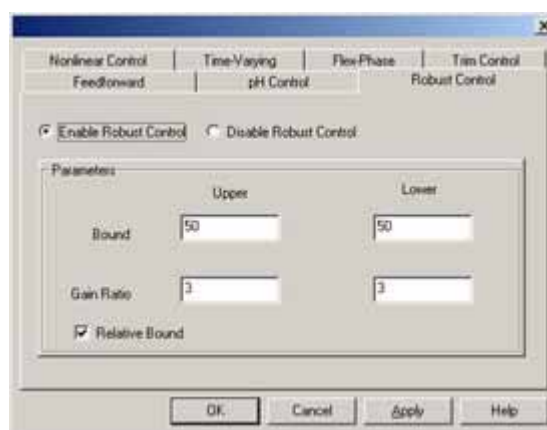 Nonlinear Control Time-Varying Flex-Phase Trim Control
Feedforward pH Control Robust Control
Enable Robust Control Disable Robust Control
Parameters
Upper Lower
Bound 50 50
Gain Ratio 3 3
Relative Bound
OK Cancel Apply Help